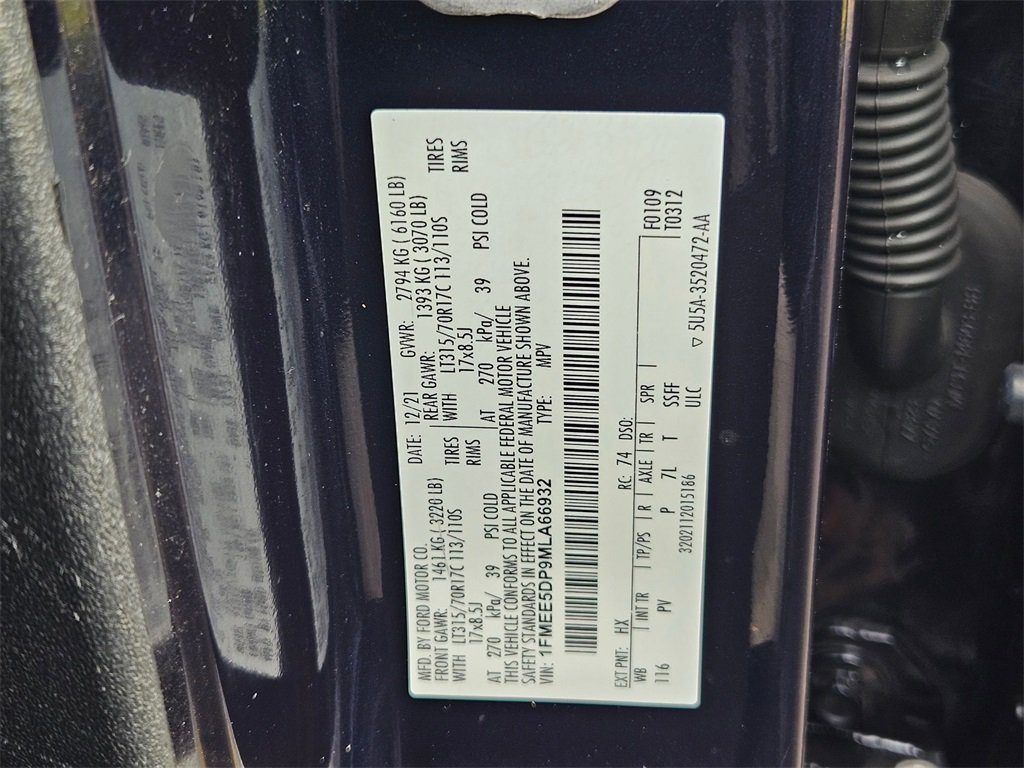 MFD. BY FORD MOTOR CO.
DATE: 12/21 GVWR: 2794 KG ( 6160 LB)
FRONT GAWR: 1461 KG ( 3220 LB) REAR GAWR: 1393 KG ( 3070 LB)
WITH LT315/70R17C 113/110S TIRES WITH LT315/70R17C 113/110S TIRES
17x8.5J RIMS 17x8.5J RIMS
AT 270 kPa/ 39 PSI COLD AT 270 kPa/ 39 PSI COLD
THIS VEHICLE CONFORMS TO ALL APPLICABLE FEDERAL MOTOR VEHICLE
SAFETY STANDARDS IN EFFECT ON THE DATE OF MANUFACTURE SHOWN ABOVE.
VIN: 1FMEE5DP9MLA66932 TYPE: MPV
EXT PNT: HX RC: 74 DSO: F0109
WB INT TR TP/PS R AXLE TR SPR T0312
116 PV P 7L T SSFF
ULC
3202112015186 ▽ 5U5A-3520472-AA